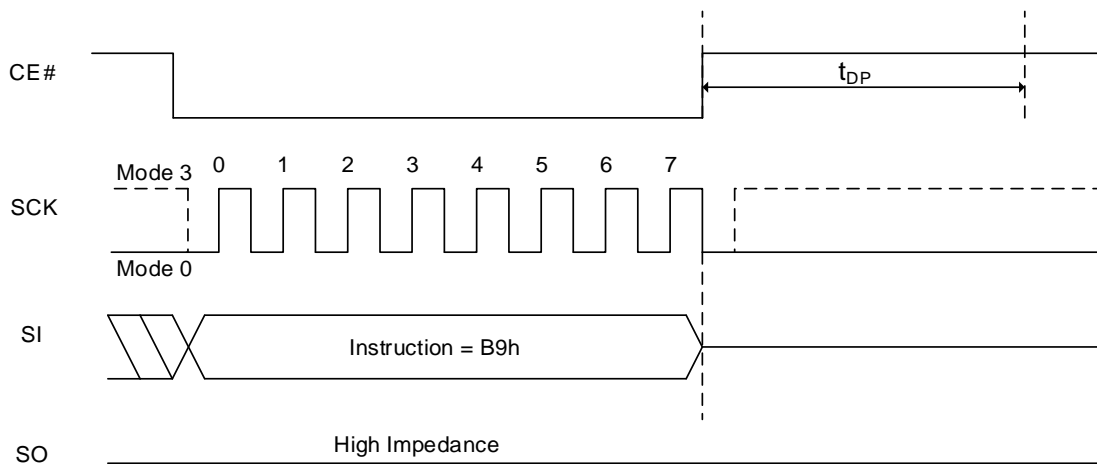 CE#
tDP
Mode 3
0 1 2 3 4 5 6 7
SCK
Mode 0
SI
Instruction = B9h
High Impedance
SO